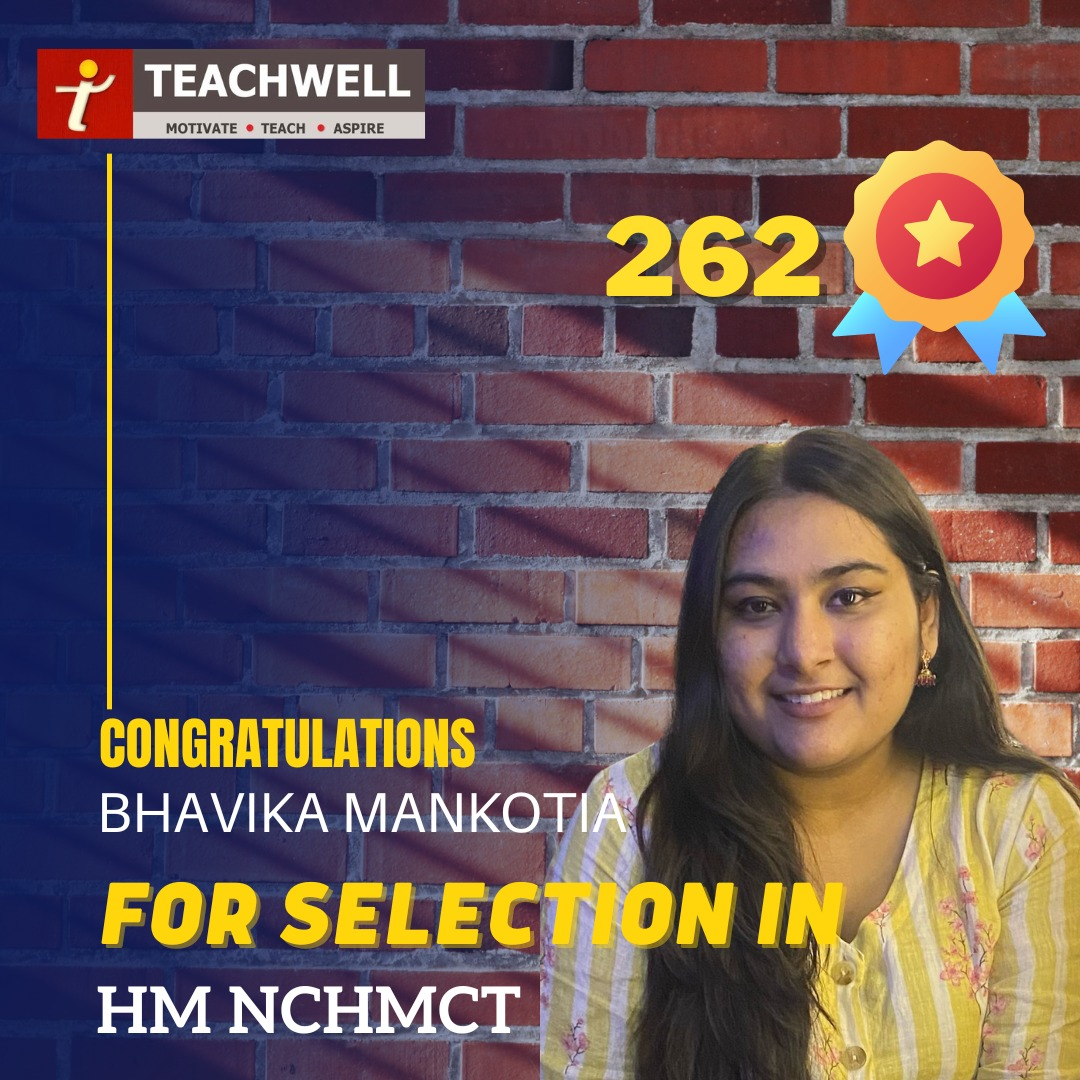 TEACHWELL
MOTIVATE • TEACH • ASPIRE
262
CONGRATULATIONS
BHAVIKA MANKOTIA
FOR SELECTION IN
HM NCHMCT